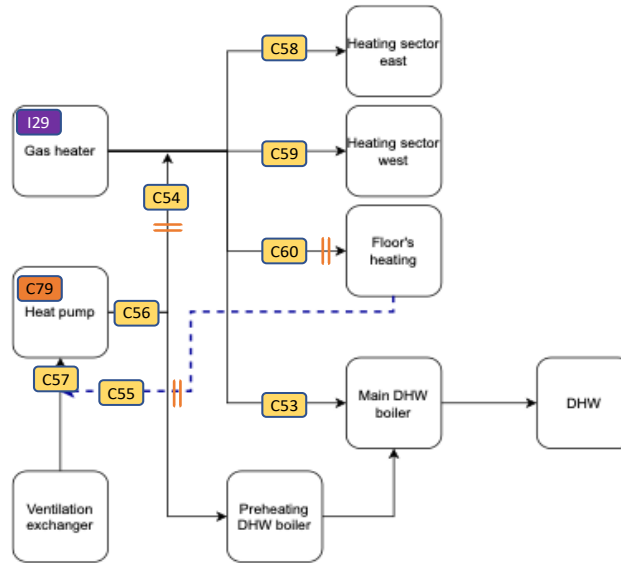 C58
Heating sector
east
I29
Gas heater
C59
Heating sector
west
C54
C60
Floor's
heating
C79
Heat pump
C56
C57
C55
C53
Main DHW
boiler
DHW
Ventilation
exchanger
Preheating
DHW boiler